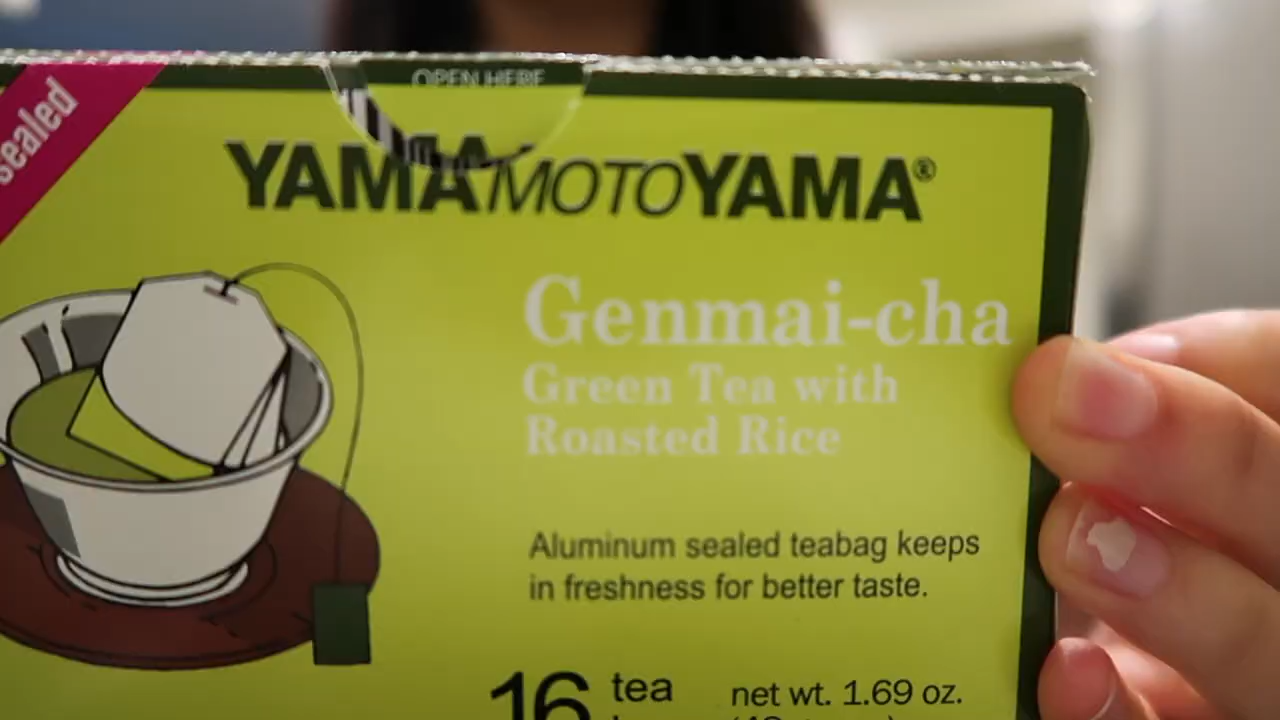 sealed
OPEN HERE
YAMAMOTOYAMA®
Genmai-cha
Green Tea with
Roasted Rice
Aluminum sealed teabag keeps
in freshness for better taste.
16 tea
net wt. 1.69 oz.